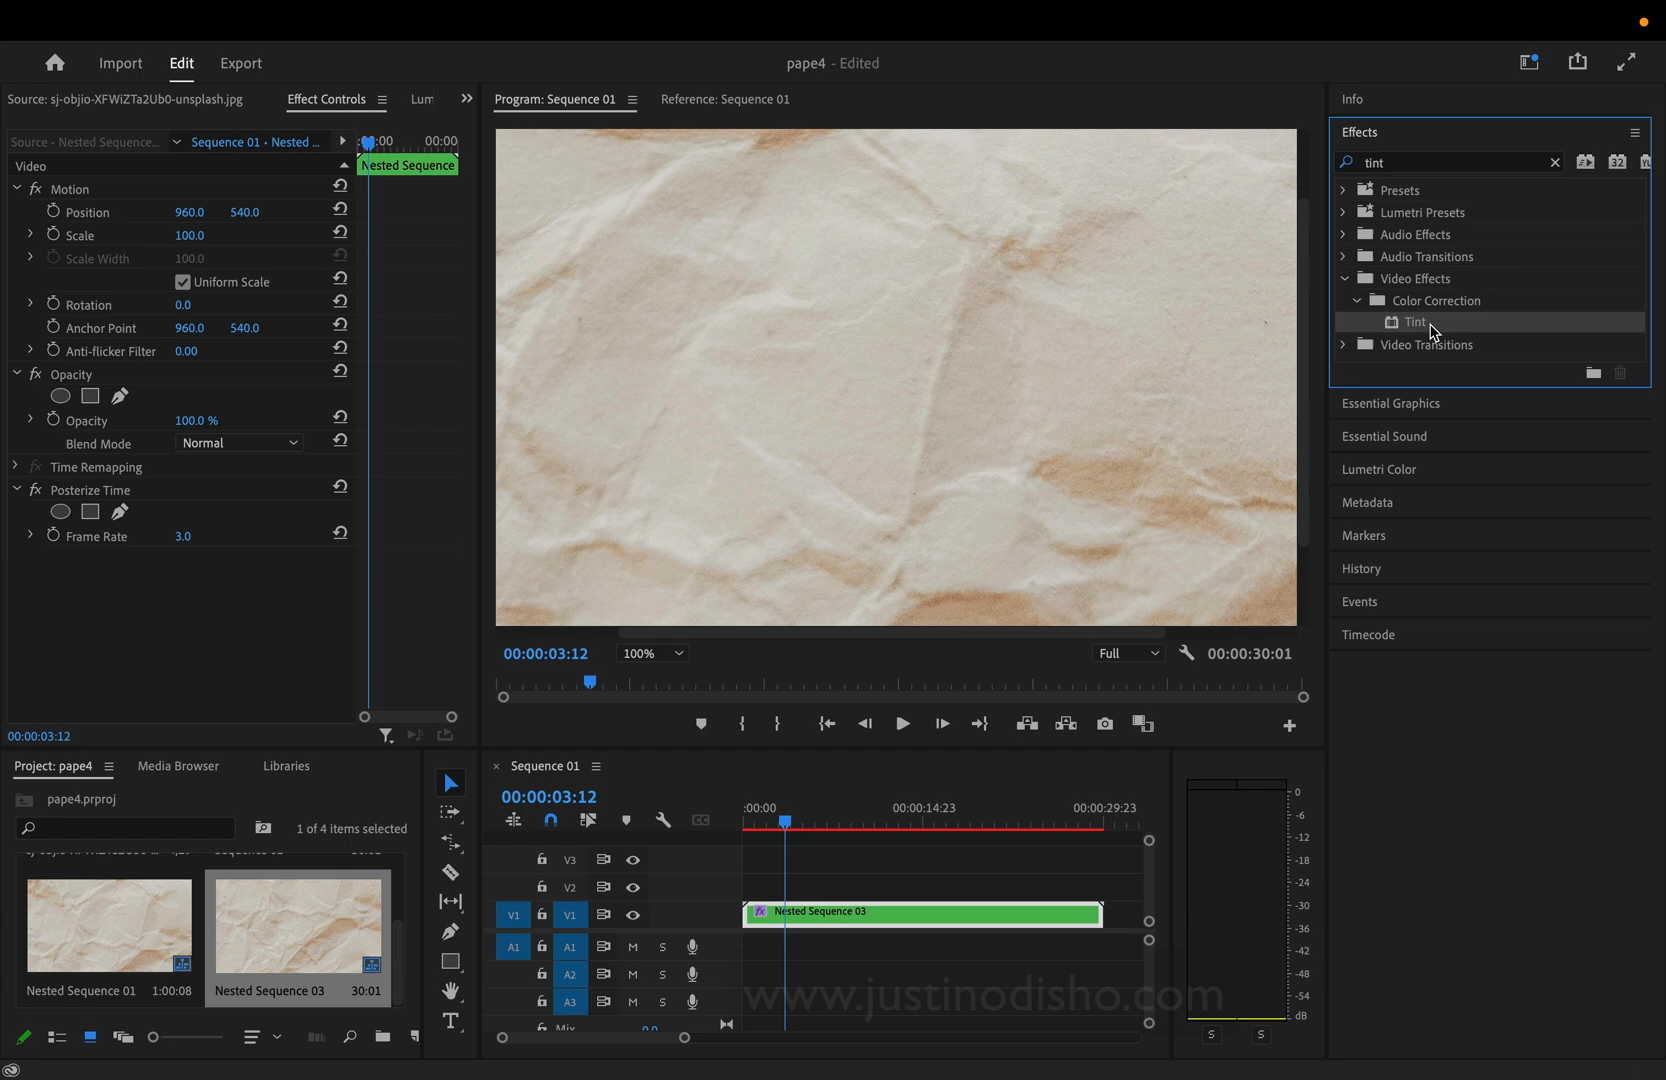 Import Edit Export
pape4 - Edited
Source: sj-objio-XFWiZTa2Ub0-unsplash.jpg Effect Controls Lum
Source · Nested Sequence... Sequence 01 · Nested ...
:00:00 00:00
Video
Nested Sequence
fx Motion
Position 960.0 540.0
Scale 100.0
Scale Width 100.0
Uniform Scale
Rotation 0.0
Anchor Point 960.0 540.0
Anti-flicker Filter 0.00
fx Opacity
Opacity 100.0 %
Blend Mode Normal
fx Time Remapping
fx Posterize Time
Frame Rate 3.0
00:00:03:12
Program: Sequence 01 Reference: Sequence 01
00:00:03:12 100% Full 00:00:30:01
Info
Effects
tint
32
Presets
Lumetri Presets
Audio Effects
Audio Transitions
Video Effects
Color Correction
Tint
Video Transitions
Essential Graphics
Essential Sound
Lumetri Color
Metadata
Markers
History
Events
Timecode
Project: pape4 Media Browser Libraries
pape4.prproj
1 of 4 items selected
Nested Sequence 01 1:00:08
Nested Sequence 03 30:01
Sequence 01
00:00:03:12
:00:00 00:00:14:23 00:00:29:23
V3
V2
V1 V1
fx Nested Sequence 03
A1 A1 M S
A2 M S
A3 M S
Mix 0.0
www.justinodisho.com
0
-6
-12
-18
-24
-30
-36
-42
-48
-54
dB
S S